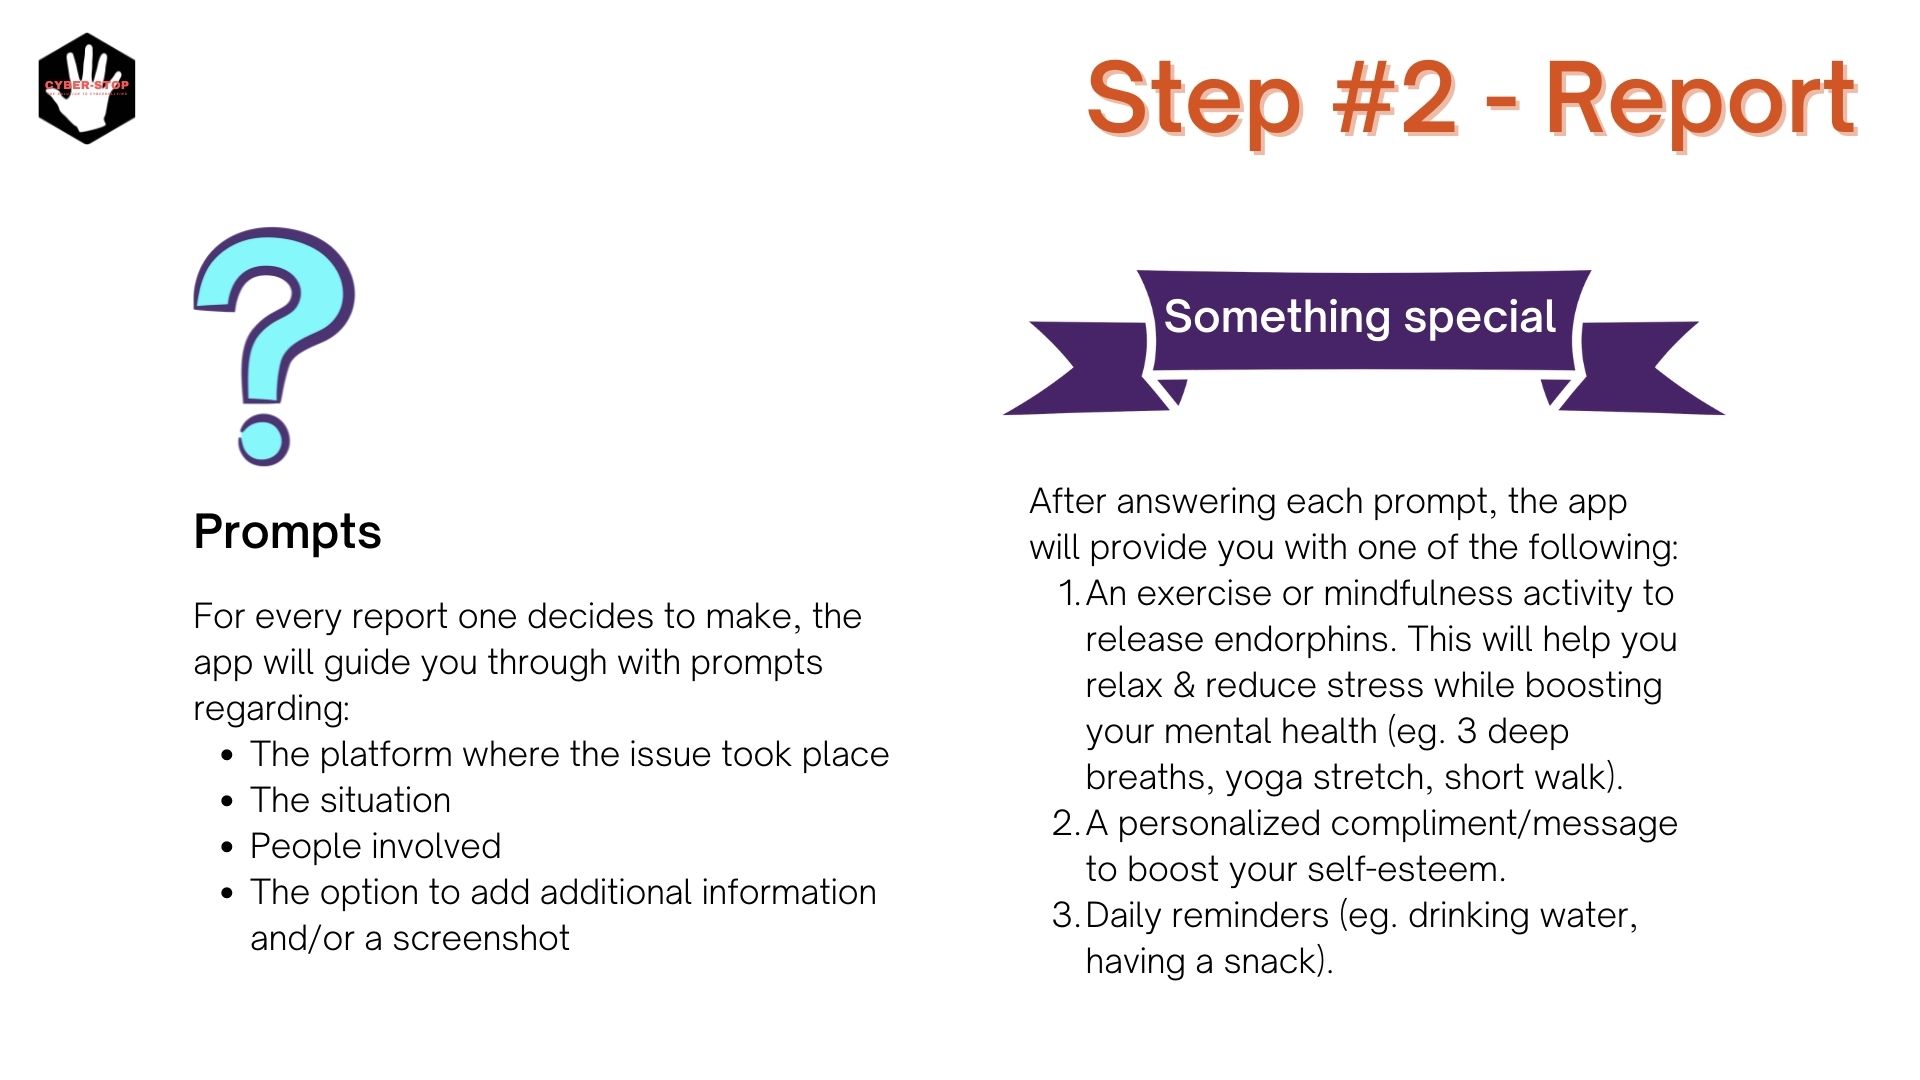 CYBER-STOP
Step #2 - Report
Prompts
For every report one decides to make, the
app will guide you through with prompts
regarding:
• The platform where the issue took place
• The situation
• People involved
• The option to add additional information
and/or a screenshot
Something special
After answering each prompt, the app
will provide you with one of the following:
1. An exercise or mindfulness activity to
release endorphins. This will help you
relax & reduce stress while boosting
your mental health (eg. 3 deep
breaths, yoga stretch, short walk).
2. A personalized compliment/message
to boost your self-esteem.
3. Daily reminders (eg. drinking water,
having a snack).